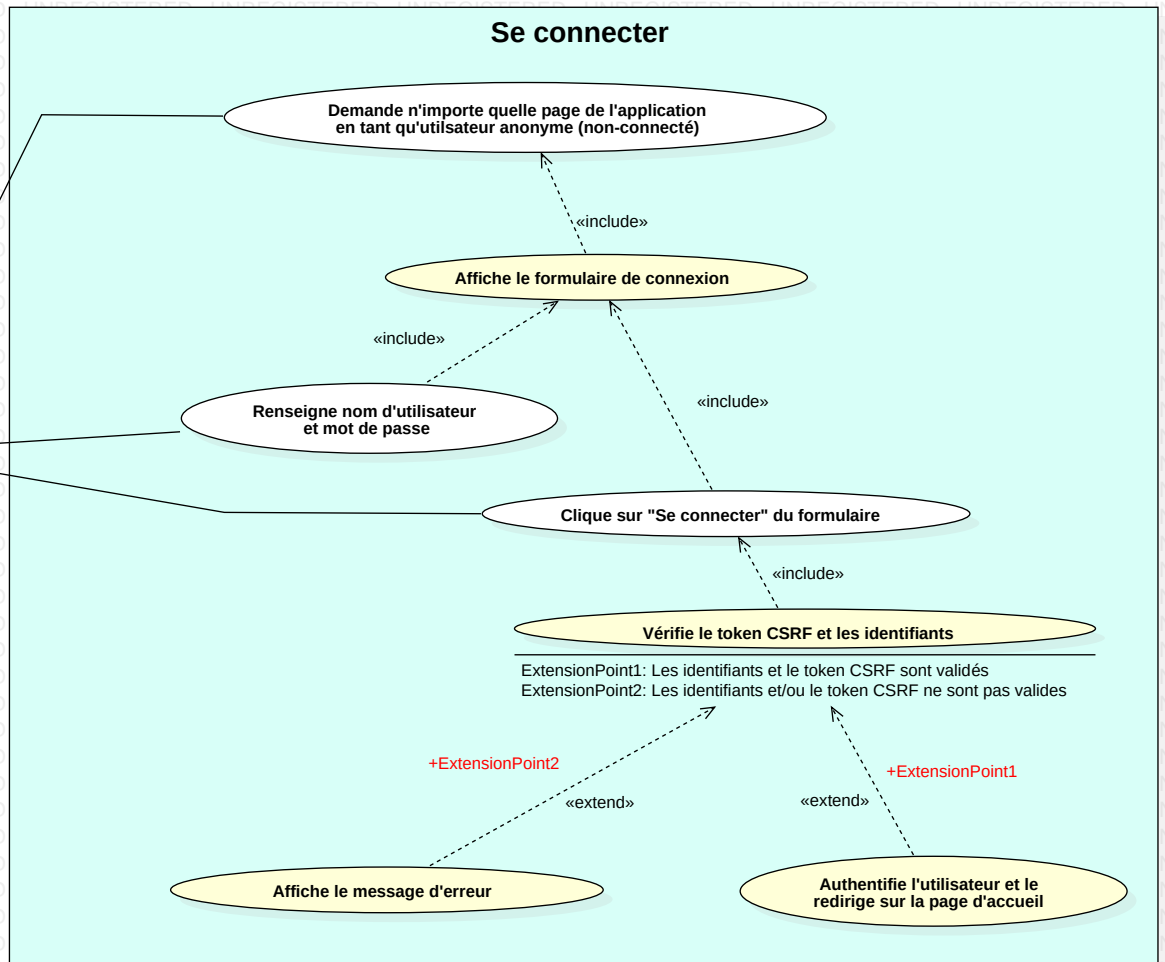 Se connecter
Demande n'importe quelle page de l'application
en tant qu'utilsateur anonyme (non-connecté)
«include»
Affiche le formulaire de connexion
«include»
«include»
Renseigne nom d'utilisateur
et mot de passe
Clique sur "Se connecter" du formulaire
«include»
Vérifie le token CSRF et les identifiants
ExtensionPoint1: Les identifiants et le token CSRF sont validés
ExtensionPoint2: Les identifiants et/ou le token CSRF ne sont pas valides
+ExtensionPoint2
+ExtensionPoint1
«extend»
«extend»
Affiche le message d'erreur
Authentifie l'utilisateur et le
redirige sur la page d'accueil